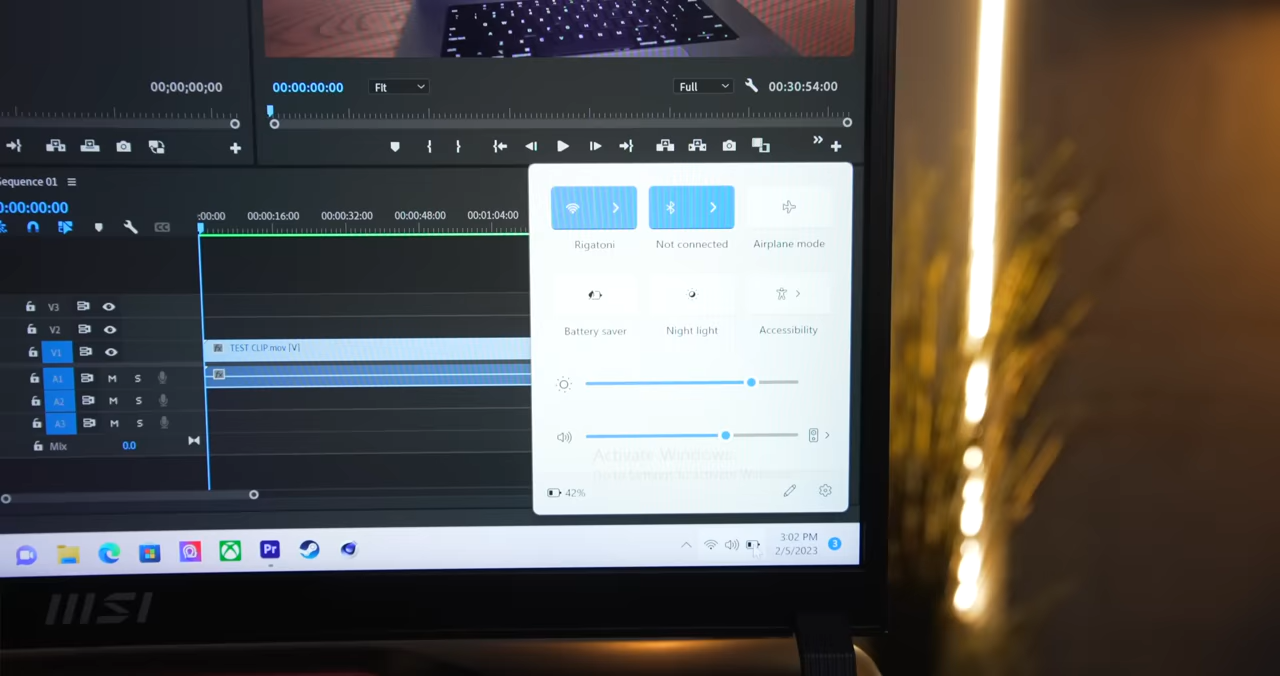 00;00;00;00
00:00:00:00
Fit
Full
00:30:54:00
Sequence 01
0:00:00:00
:00:00
00:00:16:00
00:00:32:00
00:00:48:00
00:01:04:00
CC
V3
V2
V1
TEST CLIP.mov [V]
A1
M
S
A2
M
S
A3
M
S
Mix
0.0
Rigatoni
Not connected
Airplane mode
Battery saver
Night light
Accessibility
Activate Windows
42%
Pr
3:02 PM
2/5/2023
3
msi